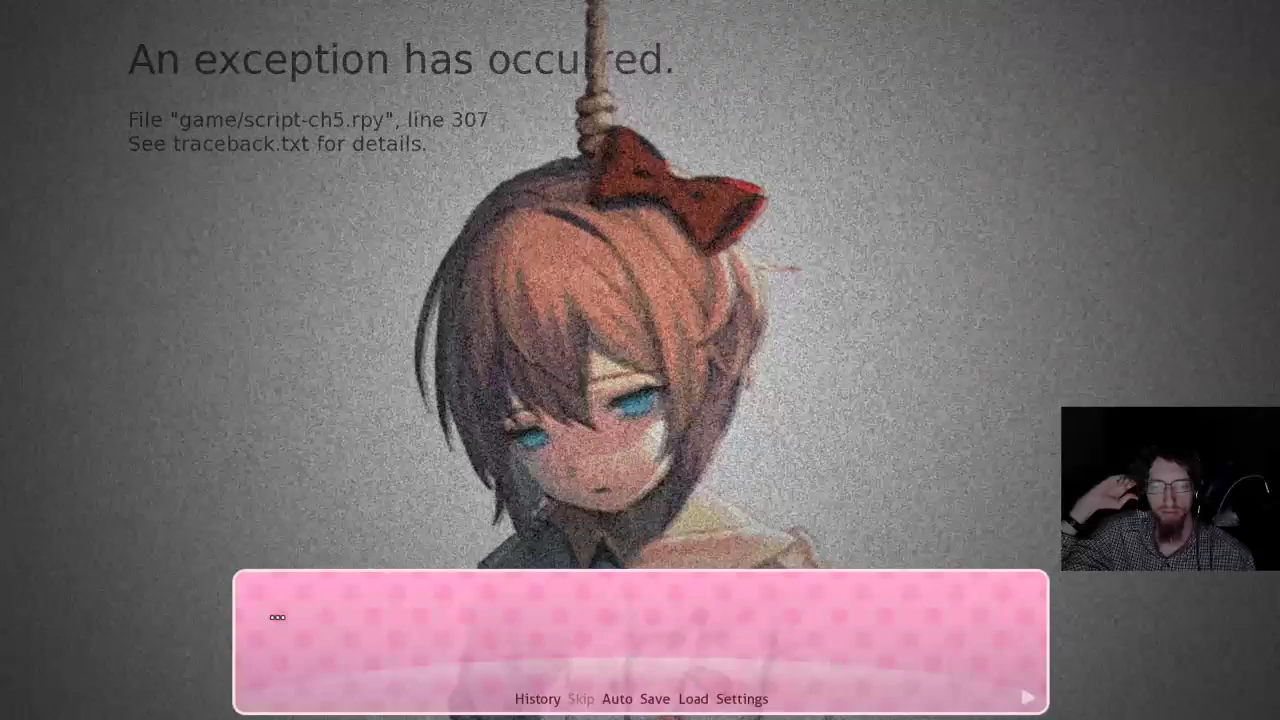 An exception has occurred.
File "game/script-ch5.rpy", line 307
See traceback.txt for details.
...
History Skip Auto Save Load Settings